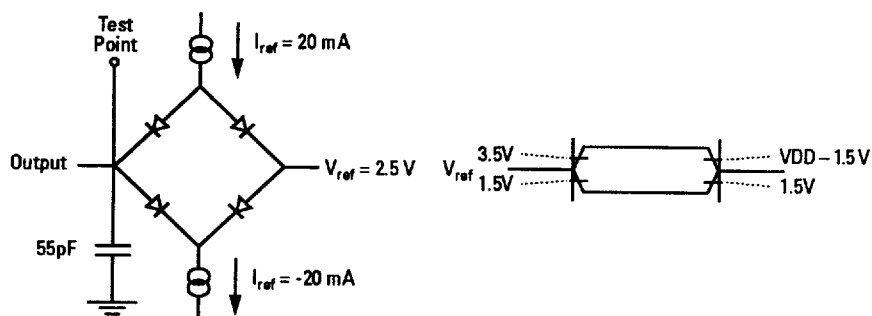 Test
Point
Iref = 20 mA
Output
Vref = 2.5 V
55pF
Iref = -20 mA
3.5V
Vref
1.5V
VDD – 1.5 V
1.5V